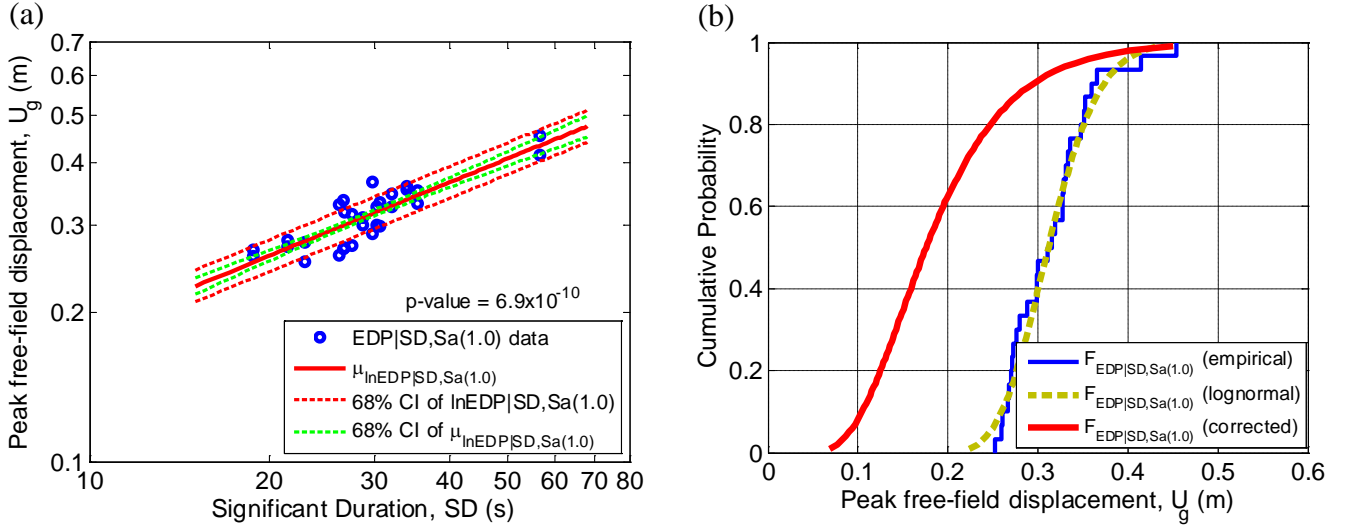 (a)
Peak free-field displacement, U_g (m)
0.7
0.6
0.5
0.4
0.3
0.2
0.1
10
20
30
40
50
60
70
80
Significant Duration, SD (s)
p-value = 6.9x10^-10
EDP|SD,Sa(1.0) data
μ_lnEDP|SD,Sa(1.0)
68% CI of lnEDP|SD,Sa(1.0)
68% CI of μ_lnEDP|SD,Sa(1.0)
(b)
Cumulative Probability
1
0.8
0.6
0.4
0.2
0
0
0.1
0.2
0.3
0.4
0.5
0.6
Peak free-field displacement, U_g (m)
F_EDP|SD,Sa(1.0) (empirical)
F_EDP|SD,Sa(1.0) (lognormal)
F_EDP|SD,Sa(1.0) (corrected)